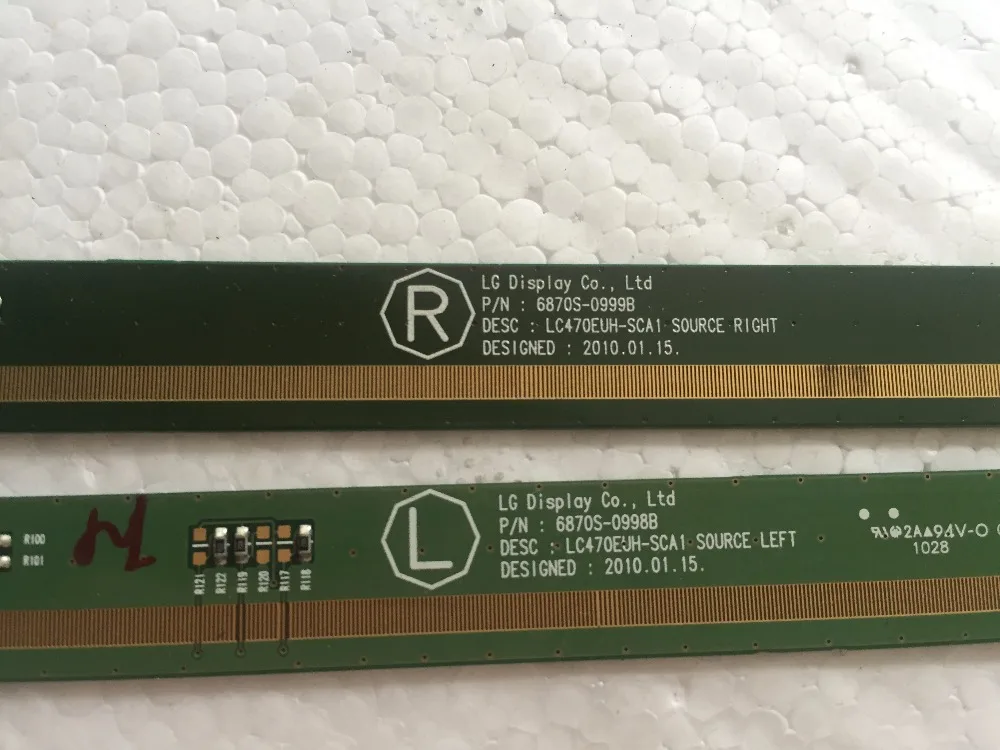 R
LG Display Co., Ltd
P/N : 6870S-0999B
DESC : LC470EUH-SCA1 SOURCE RIGHT
DESIGNED : 2010.01.15.
L
LG Display Co., Ltd
P/N : 6870S-0998B
DESC : LC470EUH-SCA1 SOURCE LEFT
DESIGNED : 2010.01.15.
R100
R101
R121
R122
R119
R120
R117
R118
94V-0
1028